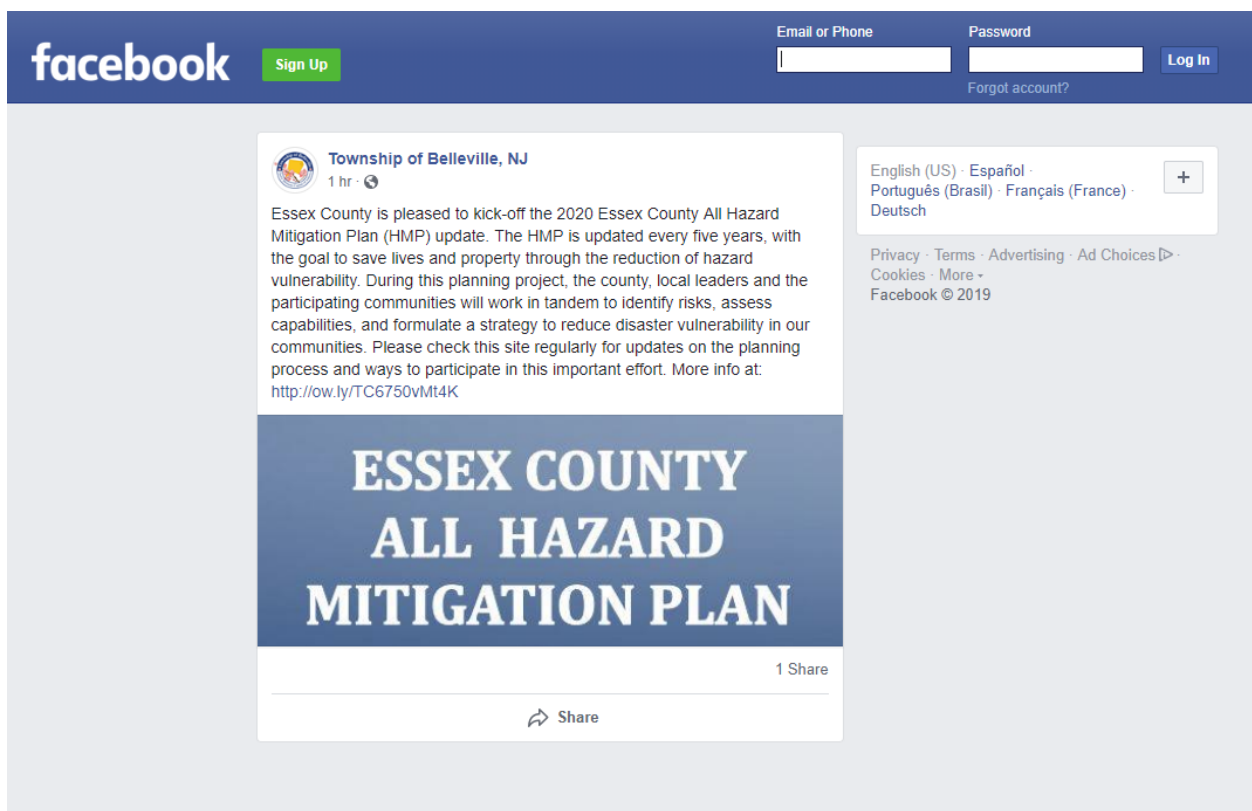 facebook
Sign Up
Email or Phone
Password
Log In
Forgot account?
Township of Belleville, NJ
1 hr ·
Essex County is pleased to kick-off the 2020 Essex County All Hazard
Mitigation Plan (HMP) update. The HMP is updated every five years, with
the goal to save lives and property through the reduction of hazard
vulnerability. During this planning project, the county, local leaders and the
participating communities will work in tandem to identify risks, assess
capabilities, and formulate a strategy to reduce disaster vulnerability in our
communities. Please check this site regularly for updates on the planning
process and ways to participate in this important effort. More info at:
http://ow.ly/TC6750vMt4K
ESSEX COUNTY
ALL HAZARD
MITIGATION PLAN
1 Share
Share
English (US) · Español ·
Português (Brasil) · Français (France) ·
Deutsch
+
Privacy · Terms · Advertising · Ad Choices ·
Cookies · More
Facebook © 2019